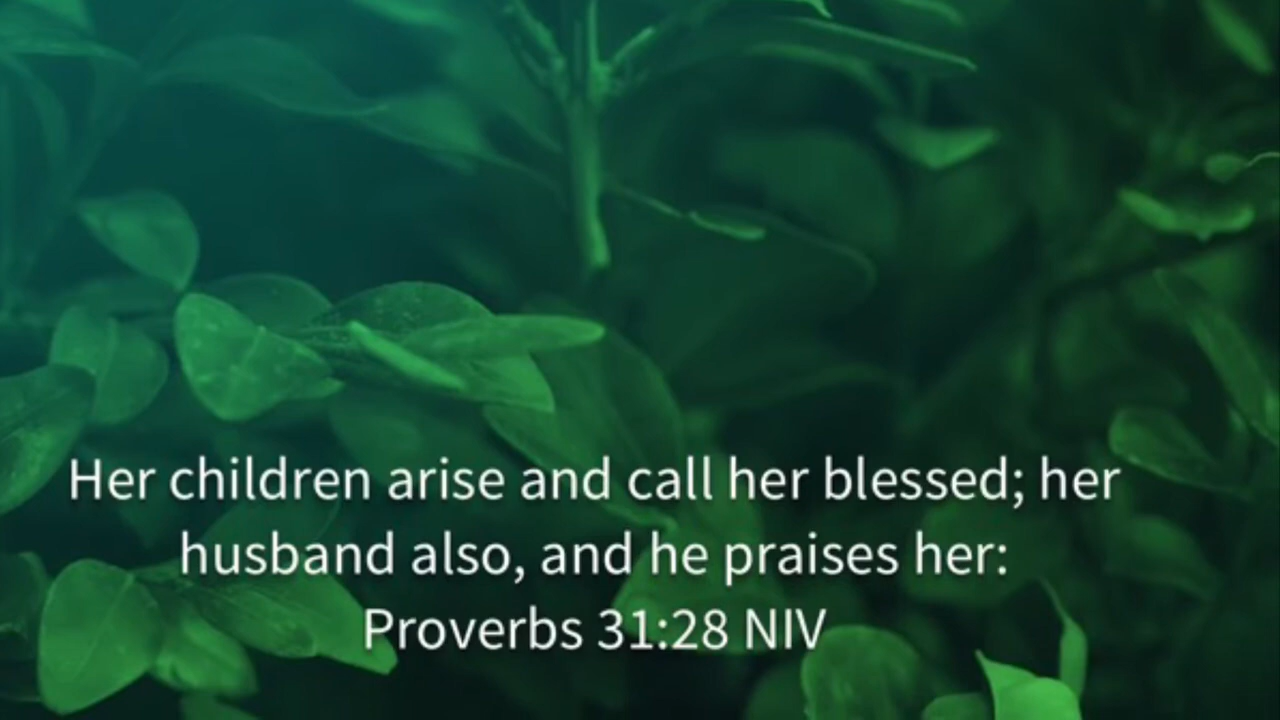 Her children arise and call her blessed; her
husband also, and he praises her:
Proverbs 31:28 NIV